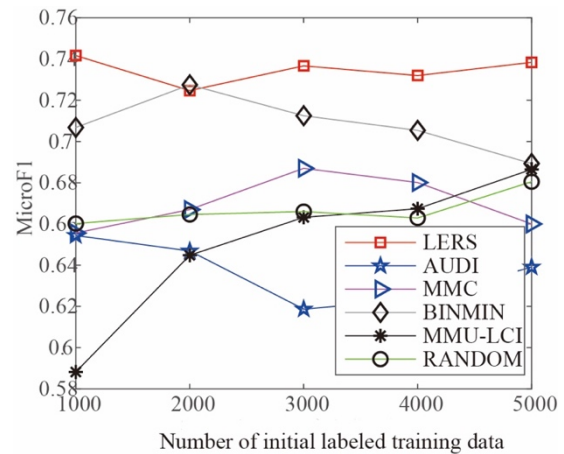 0.76
0.74
0.72
0.7
0.68
0.66
0.64
0.62
0.6
0.58
MicroF1
LERS
AUDI
MMC
BINMIN
MMU-LCI
RANDOM
1000 2000 3000 4000 5000
Number of initial labeled training data